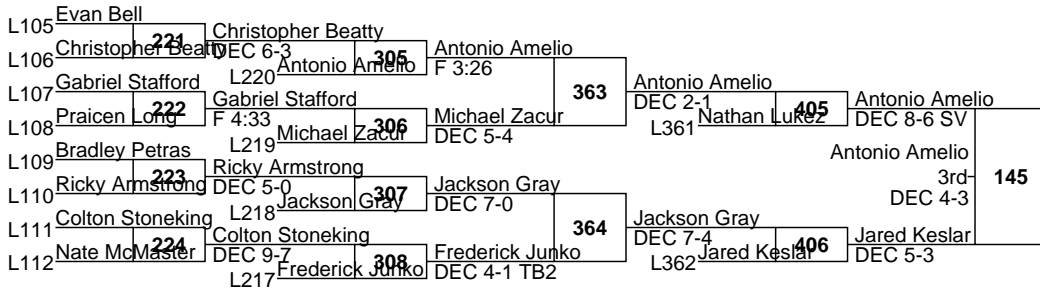 L105 Evan Bell
221
L106 Christopher Beatty
Christopher Beatty
DEC 6-3
L220 Antonio Amelio
305
Antonio Amelio
F 3:26
L107 Gabriel Stafford
222
L108 Praicen Long
Gabriel Stafford
F 4:33
L219 Michael Zacur
306
Michael Zacur
DEC 5-4
363
Antonio Amelio
DEC 2-1
L361 Nathan Lukez
405
Antonio Amelio
DEC 8-6 SV
L109 Bradley Petras
223
L110 Ricky Armstrong
Ricky Armstrong
DEC 5-0
L218 Jackson Gray
307
Jackson Gray
DEC 7-0
L111 Colton Stoneking
224
L112 Nate McMaster
Colton Stoneking
DEC 9-7
L217 Frederick Junko
308
Frederick Junko
DEC 4-1 TB2
364
Jackson Gray
DEC 7-4
L362 Jared Keslar
406
Jared Keslar
DEC 5-3
Antonio Amelio
3rd
DEC 4-3
145